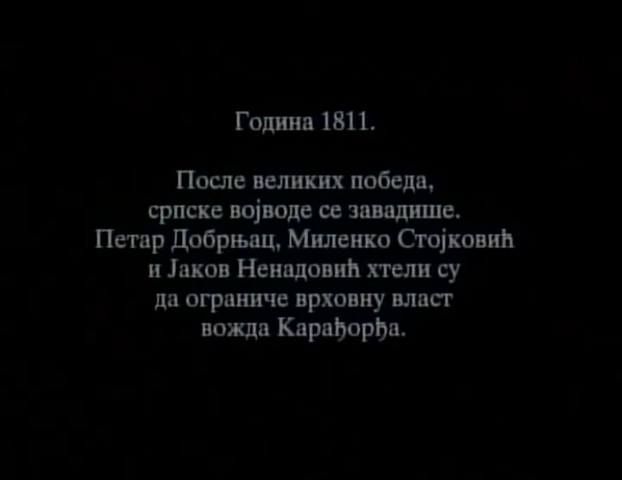 Година 1811.
После великих победа,
српске војводе се завадише.
Петар Добрњац, Миленко Стојковић
и Јаков Ненадовић хтели су
да ограниче врховну власт
вожда Карађорђа.